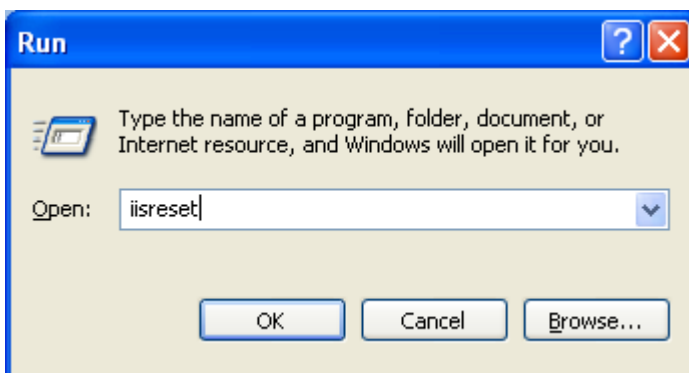 Run
Type the name of a program, folder, document, or
Internet resource, and Windows will open it for you.
Open: iisreset
OK Cancel Browse...